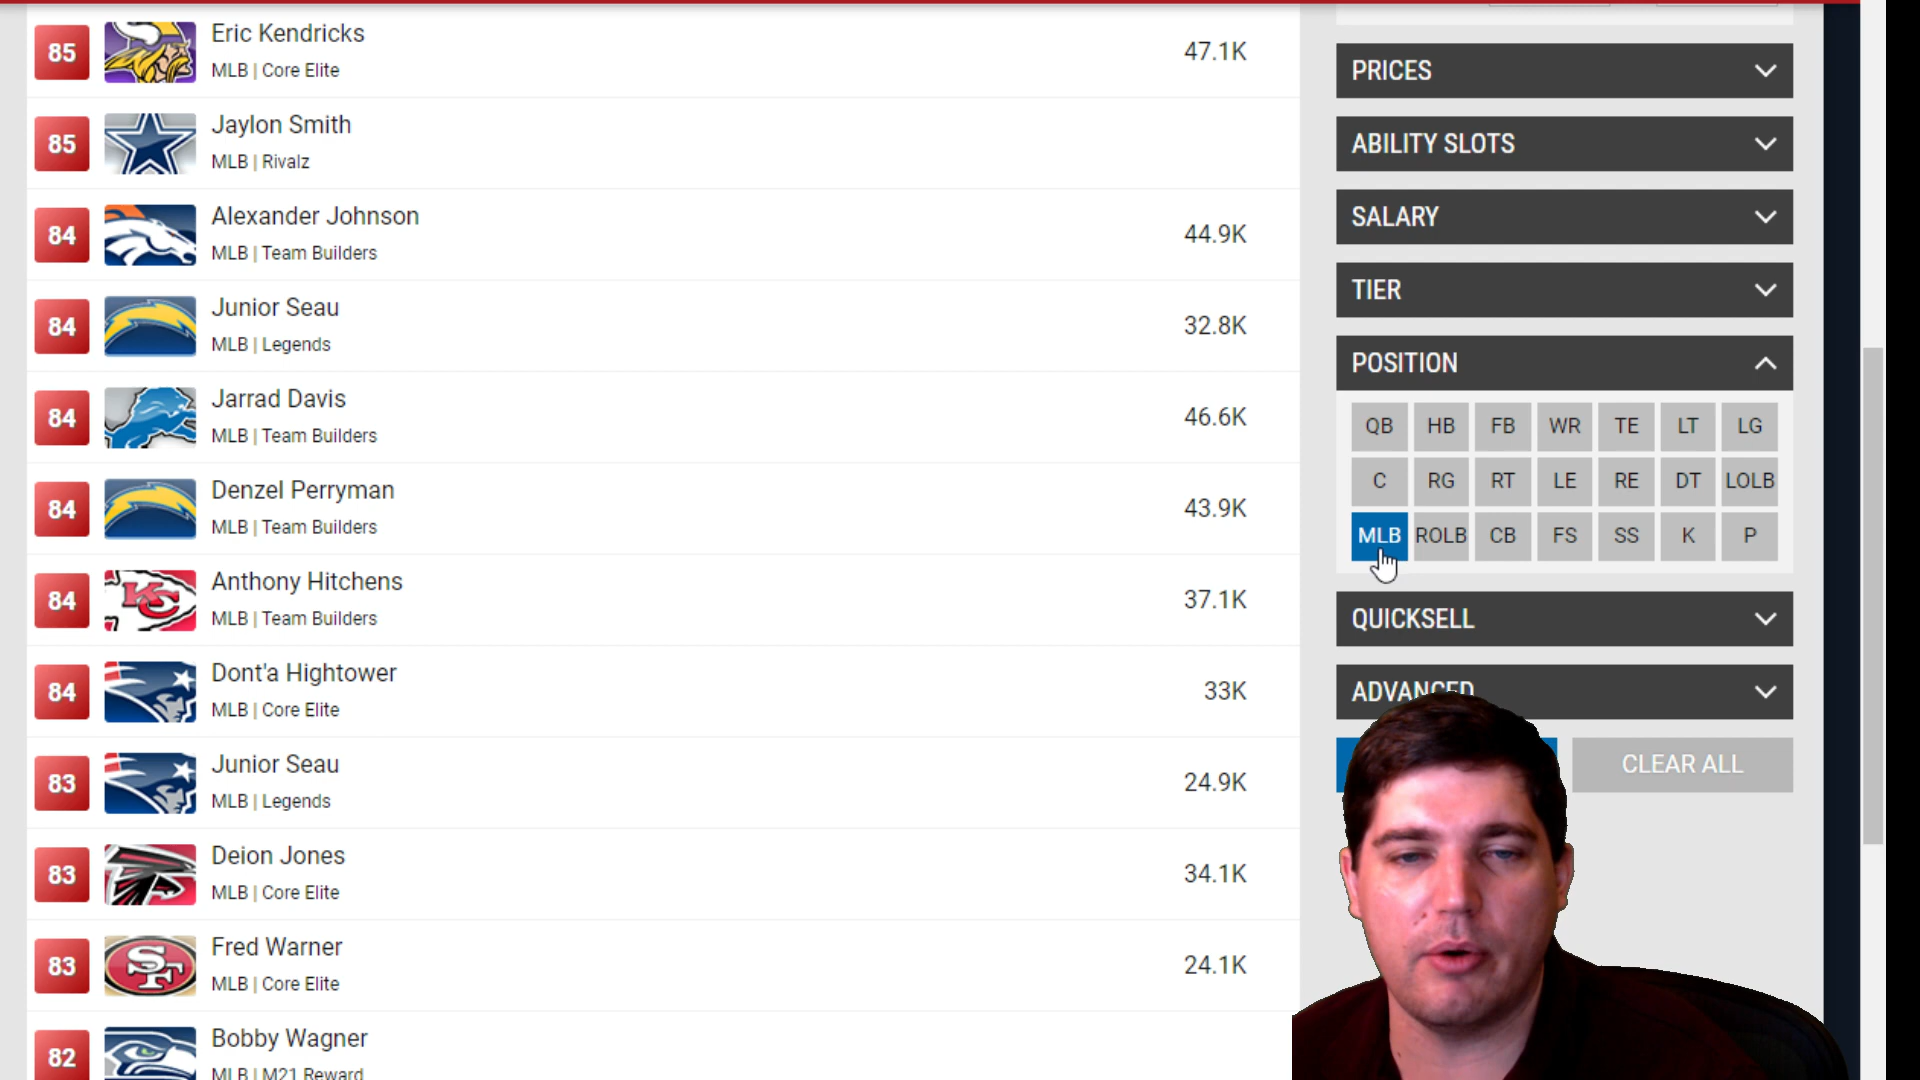 85
Eric Kendricks
MLB | Core Elite
47.1K
85
Jaylon Smith
MLB | Rivalz
84
Alexander Johnson
MLB | Team Builders
44.9K
84
Junior Seau
MLB | Legends
32.8K
84
Jarrad Davis
MLB | Team Builders
46.6K
84
Denzel Perryman
MLB | Team Builders
43.9K
84
KC
Anthony Hitchens
MLB | Team Builders
37.1K
84
Dont'a Hightower
MLB | Core Elite
33K
83
Junior Seau
MLB | Legends
24.9K
83
Deion Jones
MLB | Core Elite
34.1K
83
SF
Fred Warner
MLB | Core Elite
24.1K
82
Bobby Wagner
MLB | M21 Reward
PRICES
ABILITY SLOTS
SALARY
TIER
POSITION
QB HB FB WR TE LT LG
C RG RT LE RE DT LOLB
MLB ROLB CB FS SS K P
QUICKSELL
ADVANCED
CLEAR ALL